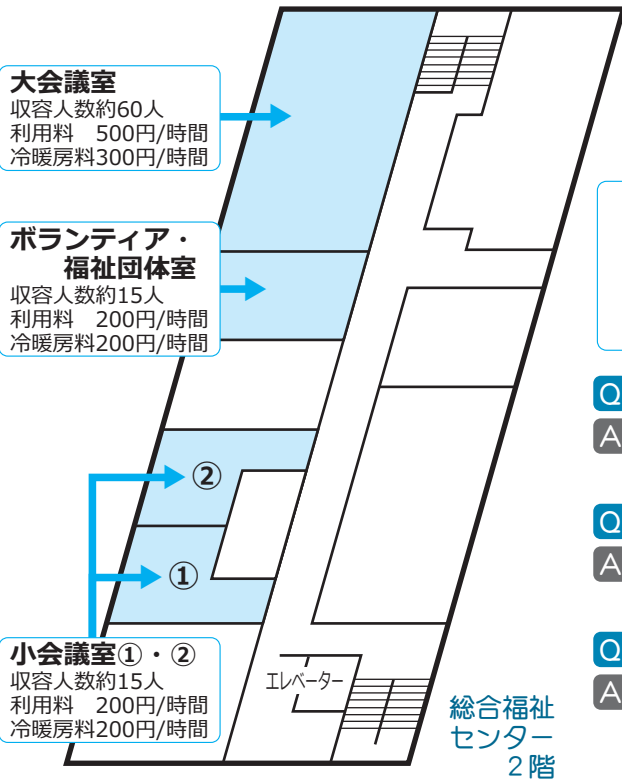 大会議室
収容人数約60人
利用料　500円/時間
冷暖房料300円/時間
ボランティア・
福祉団体室
収容人数約15人
利用料　200円/時間
冷暖房料200円/時間
②
①
小会議室①・②
収容人数約15人
利用料　200円/時間
冷暖房料200円/時間
エレベーター
総合福祉
センター
２階
Q
A
Q
A
Q
A